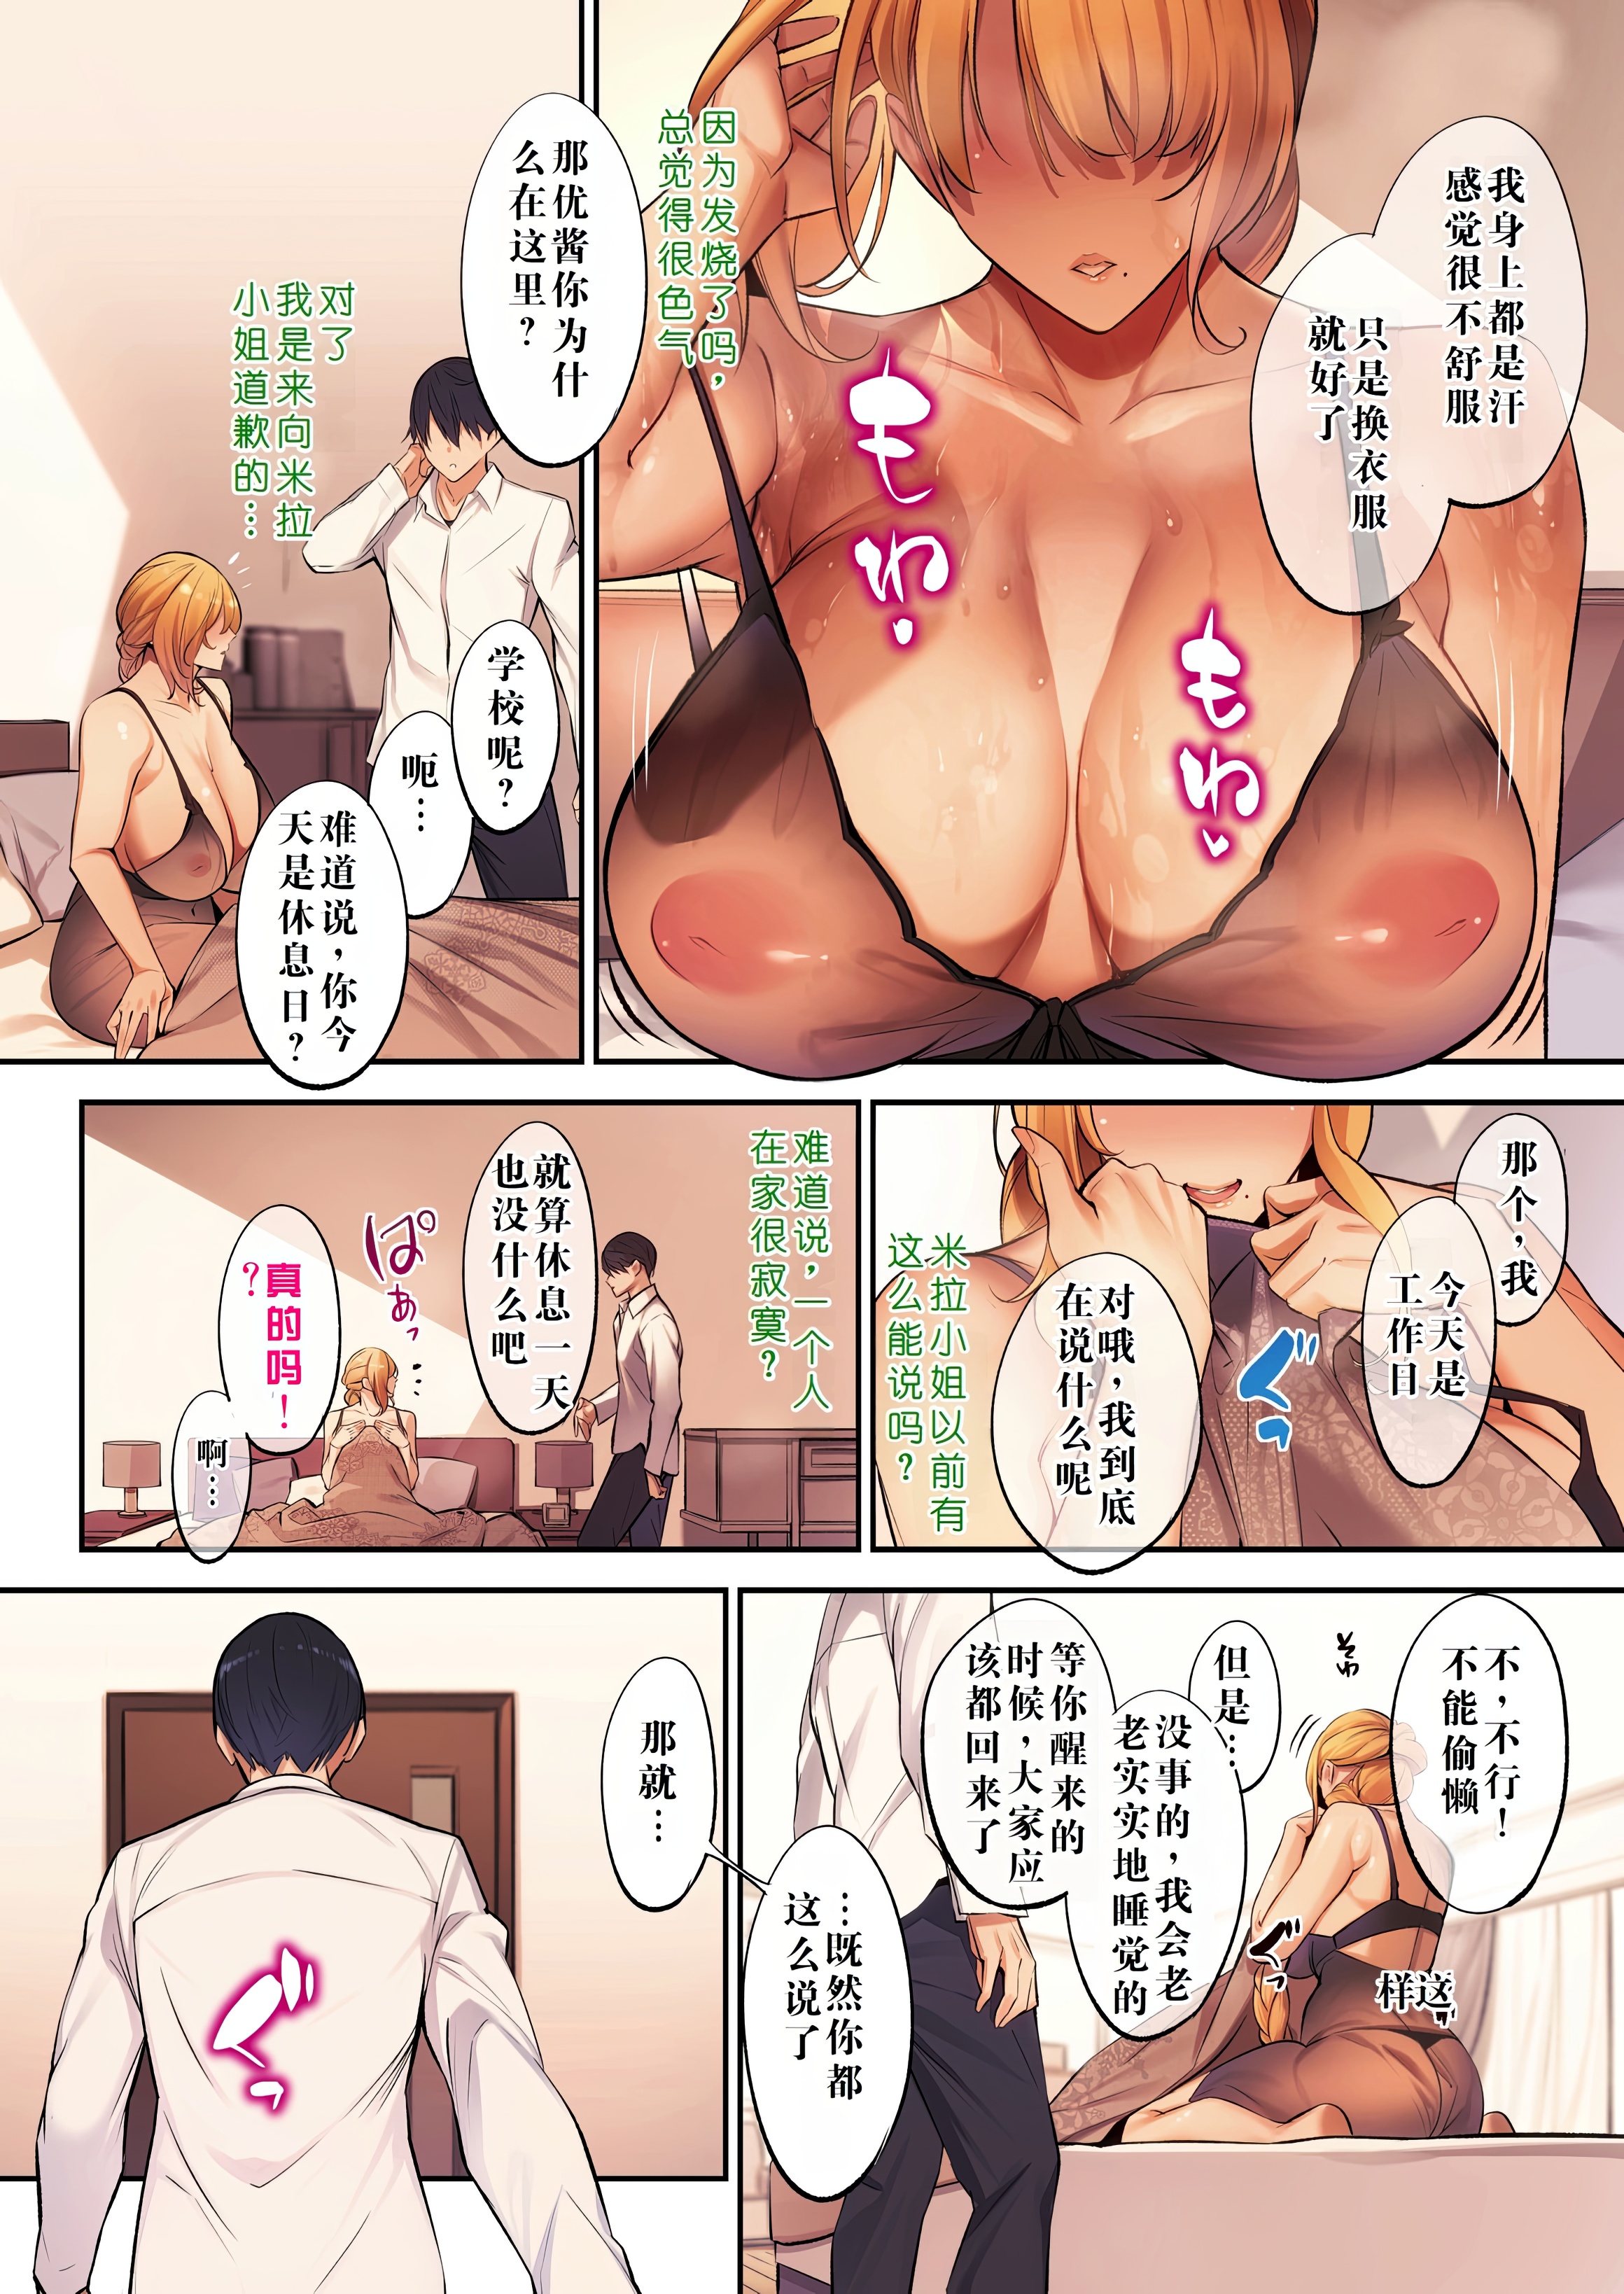 我身上都是汗
感觉很不舒服
只是换衣服
就好了
因为发烧了吗，
总觉得很色气
もわ
もわ
那优酱你为什
么在这里？
对了
我是来向米拉
小姐道歉的…
学校呢？
呃…
难道说，你今
天是休息日？
那个，我
今天是
工作日
对哦，我到底
在说什么呢
米拉小姐以前有
这么能说吗？
ぐっ
难道说，一个人
在家很寂寞？
就算休息一天
也没什么吧
ぱあっ
真的吗！
？
啊……
不，不行！
不能偷懒
そわ
但是…
没事的，我会老
老实实地睡觉的
等你醒来的
时候，大家应
该都回来了
ぐっ
这样
…既然你都
这么说了
那就…
ぐっ